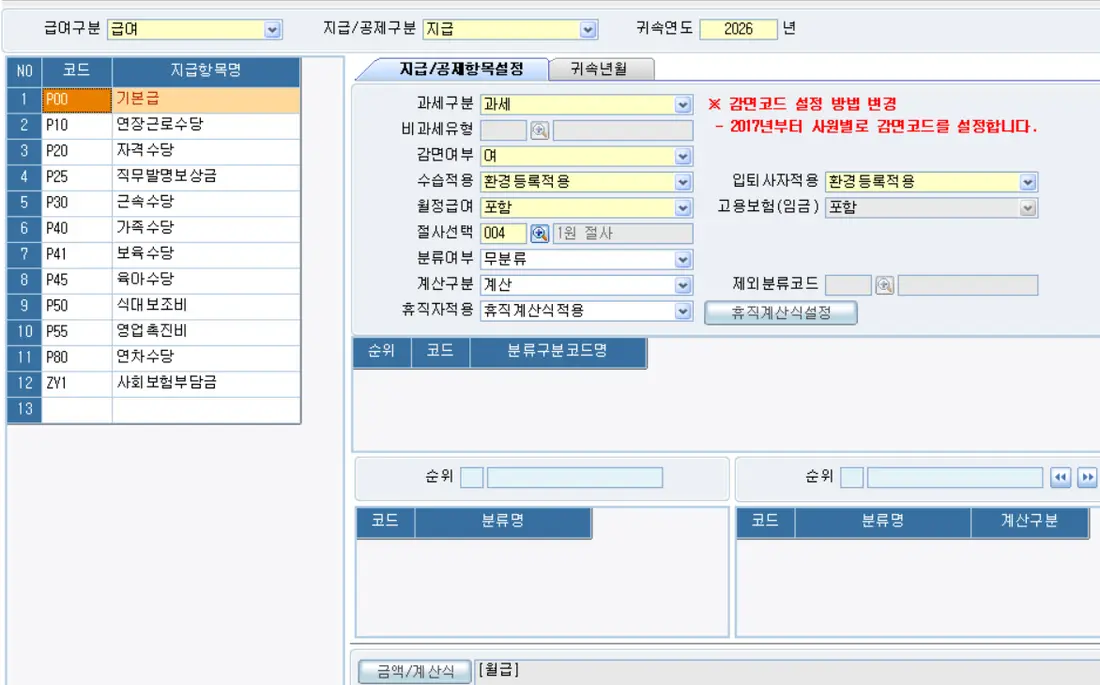 급여구분 급여 지급/공제구분 지급 귀속연도 2026 년
NO 코드 지급항목명
1 P00 기본급
2 P10 연장근로수당
3 P20 자격수당
4 P25 직무발명보상금
5 P30 근속수당
6 P40 가족수당
7 P41 보육수당
8 P45 육아수당
9 P50 식대보조비
10 P55 영업촉진비
11 P80 연차수당
12 ZY1 사회보험부담금
13
지급/공제항목설정 귀속년월
과세구분 과세
※ 감면코드 설정 방법 변경
- 2017년부터 사원별로 감면코드를 설정합니다.
비과세유형
감면여부 여
수습적용 환경등록적용 입퇴사자적용 환경등록적용
월정급여 포함 고용보험(임금) 포함
절사선택 004 1원 절사
분류여부 무분류
계산구분 계산 제외분류코드
휴직자적용 휴직계산식적용 휴직계산식설정
순위 코드 분류구분코드명
순위 순위
코드 분류명 코드 분류명 계산구분
금액/계산식 [월급]